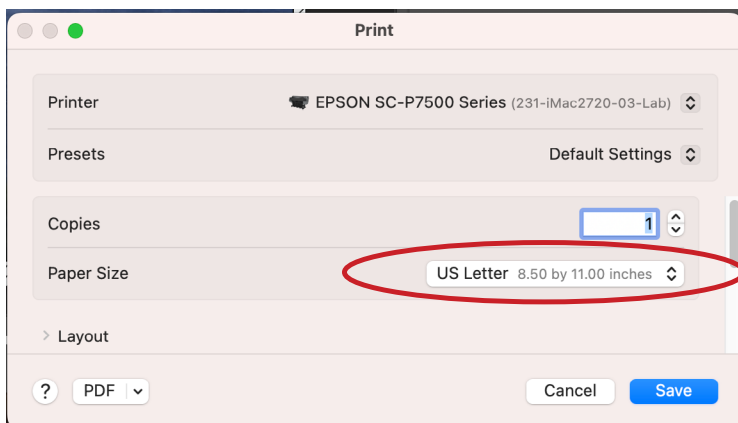 Print
Printer EPSON SC-P7500 Series (231-iMac2720-03-Lab)
Presets Default Settings
Copies 1
Paper Size US Letter 8.50 by 11.00 inches
Layout
? PDF Cancel Save